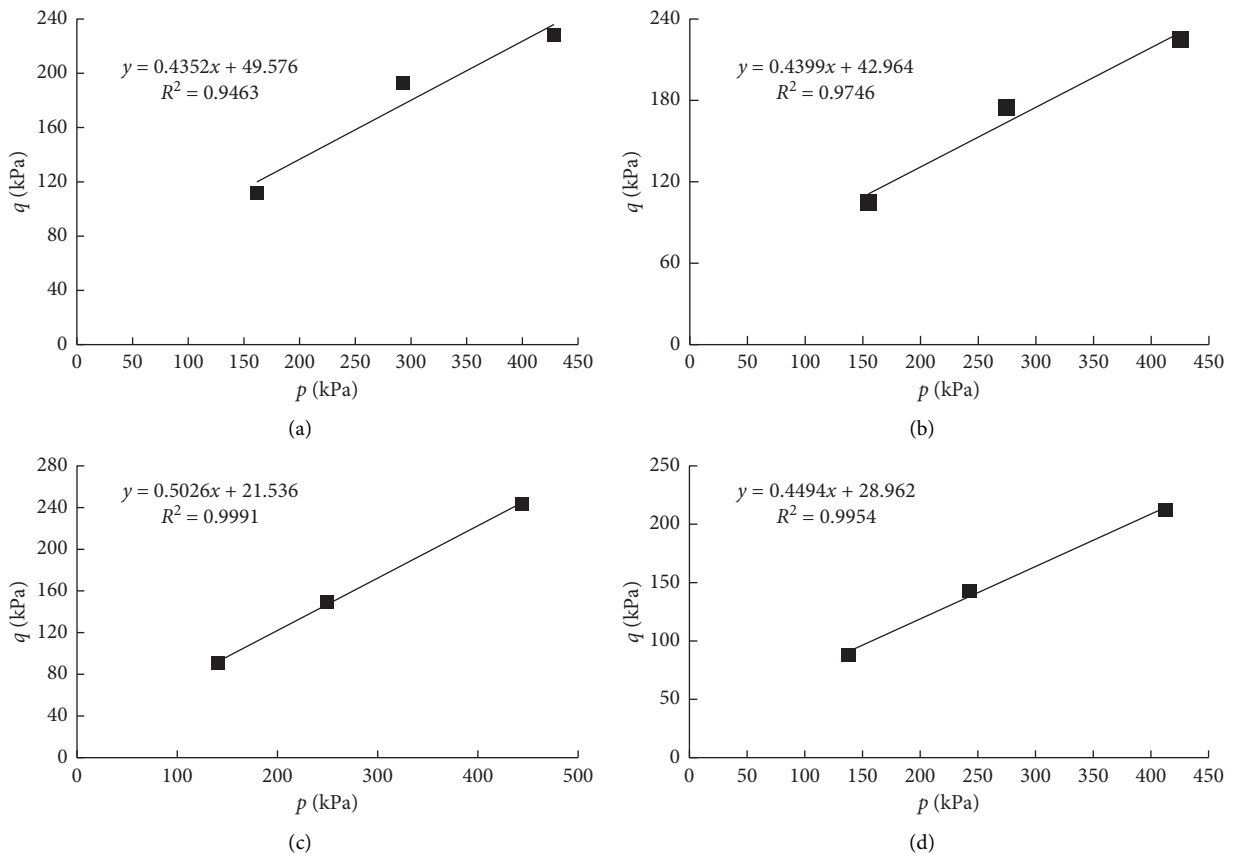 240
200
160
120
80
40
0
q (kPa)
y = 0.4352x + 49.576
R² = 0.9463
0 50 100 150 200 250 300 350 400 450
p (kPa)
(a)
240
180
120
60
0
q (kPa)
y = 0.4399x + 42.964
R² = 0.9746
0 50 100 150 200 250 300 350 400 450
p (kPa)
(b)
280
240
200
160
120
80
40
0
q (kPa)
y = 0.5026x + 21.536
R² = 0.9991
0 100 200 300 400 500
p (kPa)
(c)
250
200
150
100
50
0
q (kPa)
y = 0.4494x + 28.962
R² = 0.9954
0 50 100 150 200 250 300 350 400 450
p (kPa)
(d)